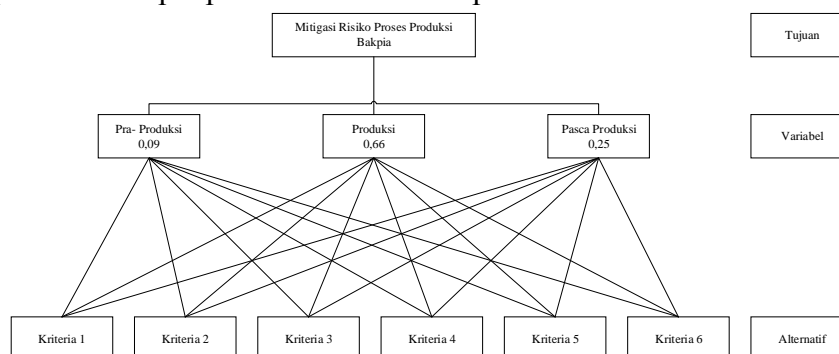 Mitigasi Risiko Proses Produksi
Bakpia
Tujuan
Pra- Produksi
0,09
Produksi
0,66
Pasca Produksi
0,25
Variabel
Kriteria 1
Kriteria 2
Kriteria 3
Kriteria 4
Kriteria 5
Kriteria 6
Alternatif